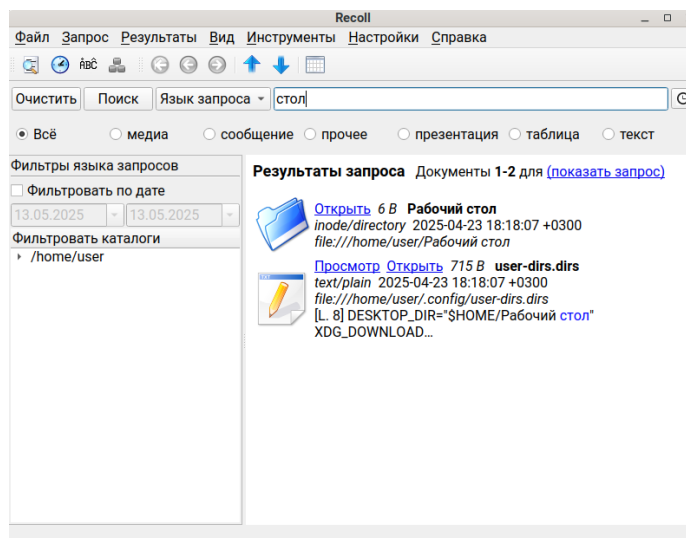 Recoll
Файл Запрос Результаты Вид Инструменты Настройки Справка
ÂBĈ
Очистить Поиск Язык запроса стол
Всё медиа сообщение прочее презентация таблица текст
Фильтры языка запросов
Фильтровать по дате
13.05.2025 13.05.2025
Фильтровать каталоги
/home/user
Результаты запроса Документы 1-2 для (показать запрос)
Открыть 6 B Рабочий стол
inode/directory 2025-04-23 18:18:07 +0300
file:///home/user/Рабочий стол
Просмотр Открыть 715 B user-dirs.dirs
text/plain 2025-04-23 18:18:07 +0300
file:///home/user/.config/user-dirs.dirs
[L. 8] DESKTOP_DIR="$HOME/Рабочий стол"
XDG_DOWNLOAD…